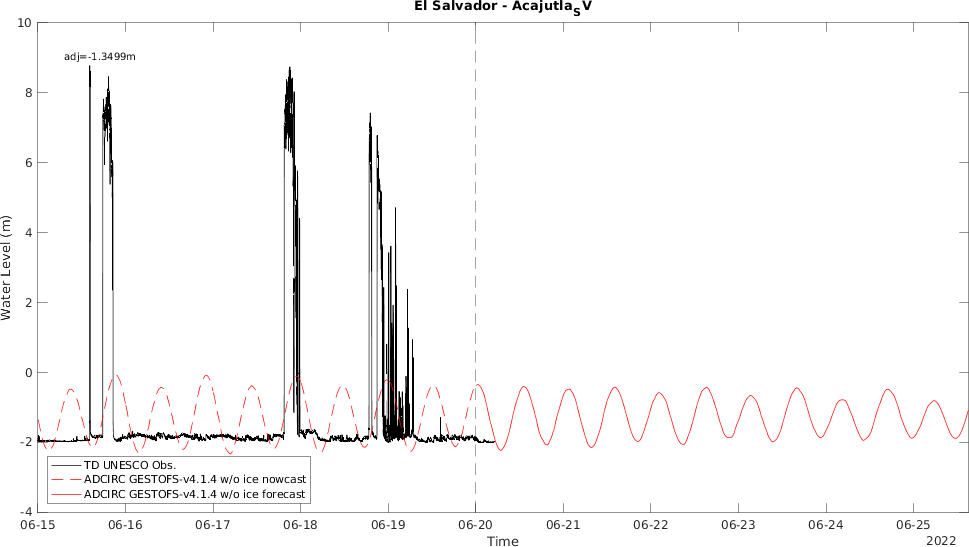 El Salvador - AcajutlaSV
adj=-1.3499m
Water Level (m)
10
8
6
4
2
0
-2
-4
TD UNESCO Obs.
ADCIRC GESTOFS-v4.1.4 w/o ice nowcast
ADCIRC GESTOFS-v4.1.4 w/o ice forecast
06-15 06-16 06-17 06-18 06-19 06-20 06-21 06-22 06-23 06-24 06-25
Time
2022